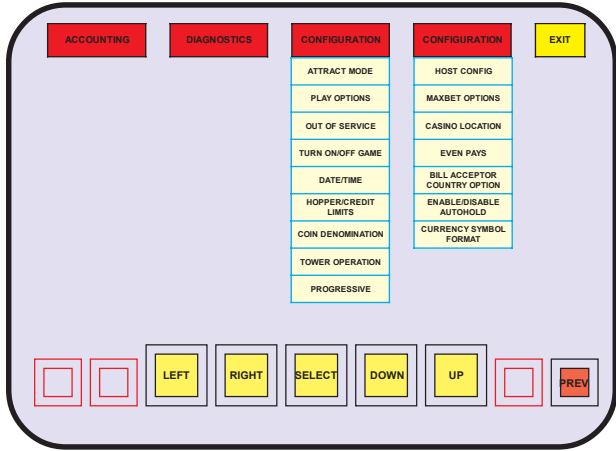 ACCOUNTING
DIAGNOSTICS
CONFIGURATION
CONFIGURATION
EXIT
ATTRACT MODE
PLAY OPTIONS
OUT OF SERVICE
TURN ON/OFF GAME
DATE/TIME
HOPPER/CREDIT
LIMITS
COIN DENOMINATION
TOWER OPERATION
PROGRESSIVE
HOST CONFIG
MAXBET OPTIONS
CASINO LOCATION
EVEN PAYS
BILL ACCEPTOR
COUNTRY OPTION
ENABLE/DISABLE
AUTOHOLD
CURRENCY SYMBOL
FORMAT
LEFT
RIGHT
SELECT
DOWN
UP
PREV